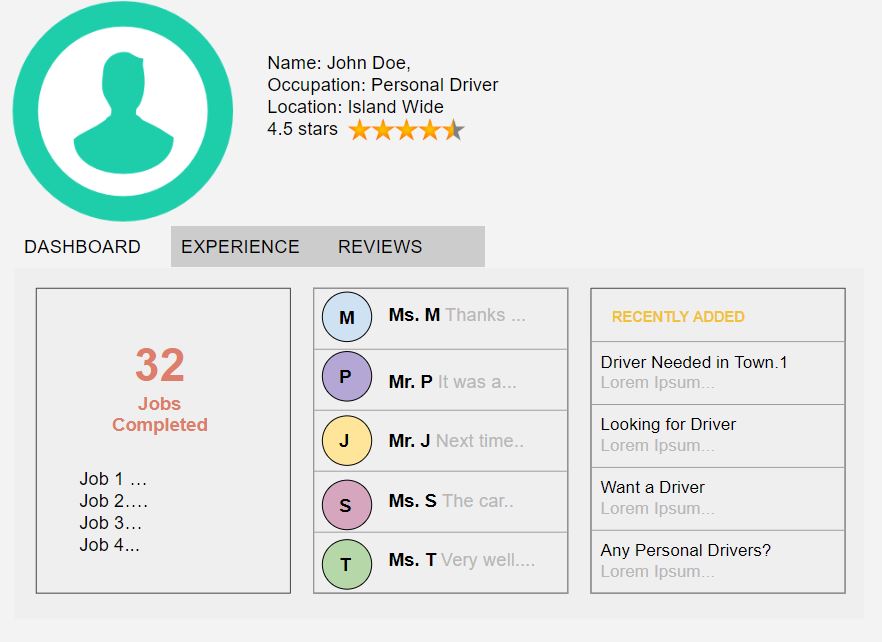 Name: John Doe,
Occupation: Personal Driver
Location: Island Wide
4.5 stars
DASHBOARD EXPERIENCE REVIEWS
32
Jobs
Completed
Job 1 …
Job 2….
Job 3…
Job 4...
M Ms. M Thanks ...
P Mr. P It was a...
J Mr. J Next time..
S Ms. S The car..
T Ms. T Very well....
RECENTLY ADDED
Driver Needed in Town.1
Lorem Ipsum...
Looking for Driver
Lorem Ipsum...
Want a Driver
Lorem Ipsum...
Any Personal Drivers?
Lorem Ipsum...